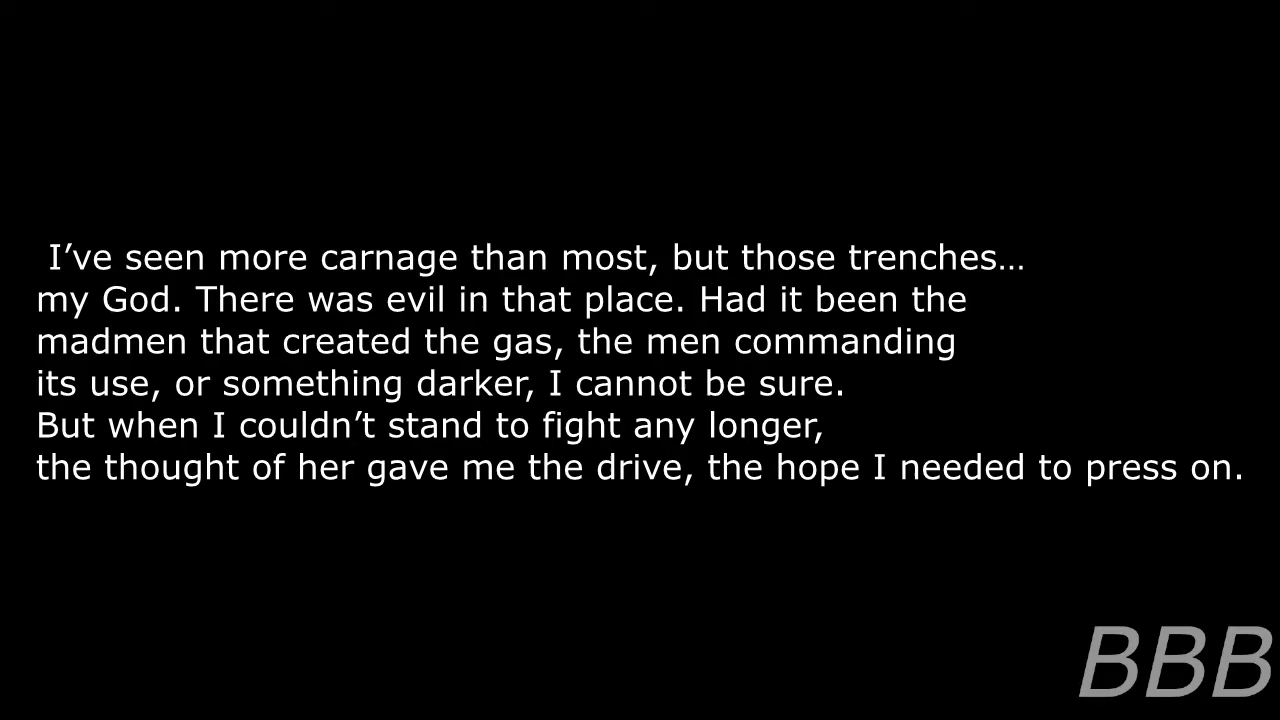 I’ve seen more carnage than most, but those trenches…
my God. There was evil in that place. Had it been the
madmen that created the gas, the men commanding
its use, or something darker, I cannot be sure.
But when I couldn’t stand to fight any longer,
the thought of her gave me the drive, the hope I needed to press on.
BBB